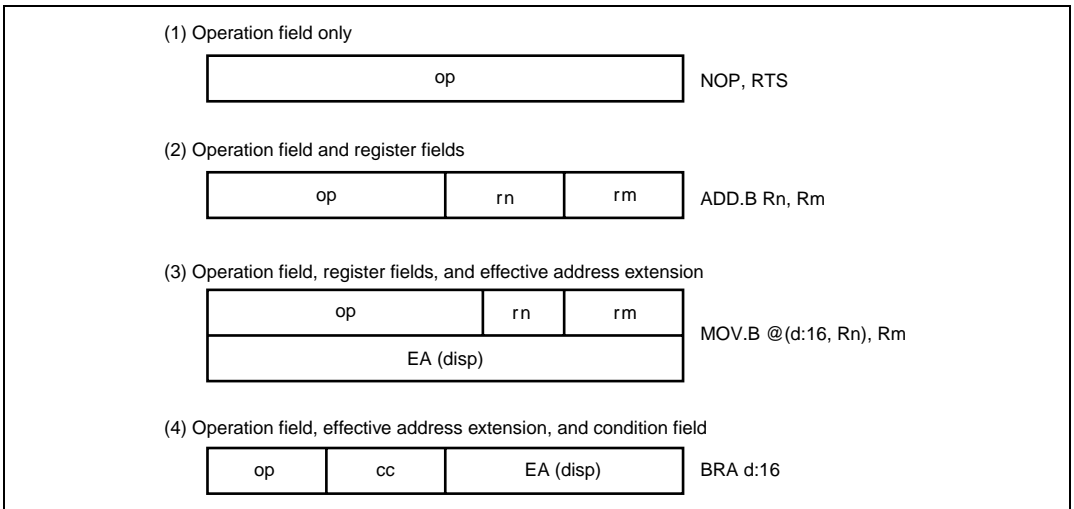 (1) Operation field only
op
NOP, RTS
(2) Operation field and register fields
op rn rm
ADD.B Rn, Rm
(3) Operation field, register fields, and effective address extension
op rn rm
MOV.B @(d:16, Rn), Rm
EA (disp)
(4) Operation field, effective address extension, and condition field
op cc EA (disp)
BRA d:16